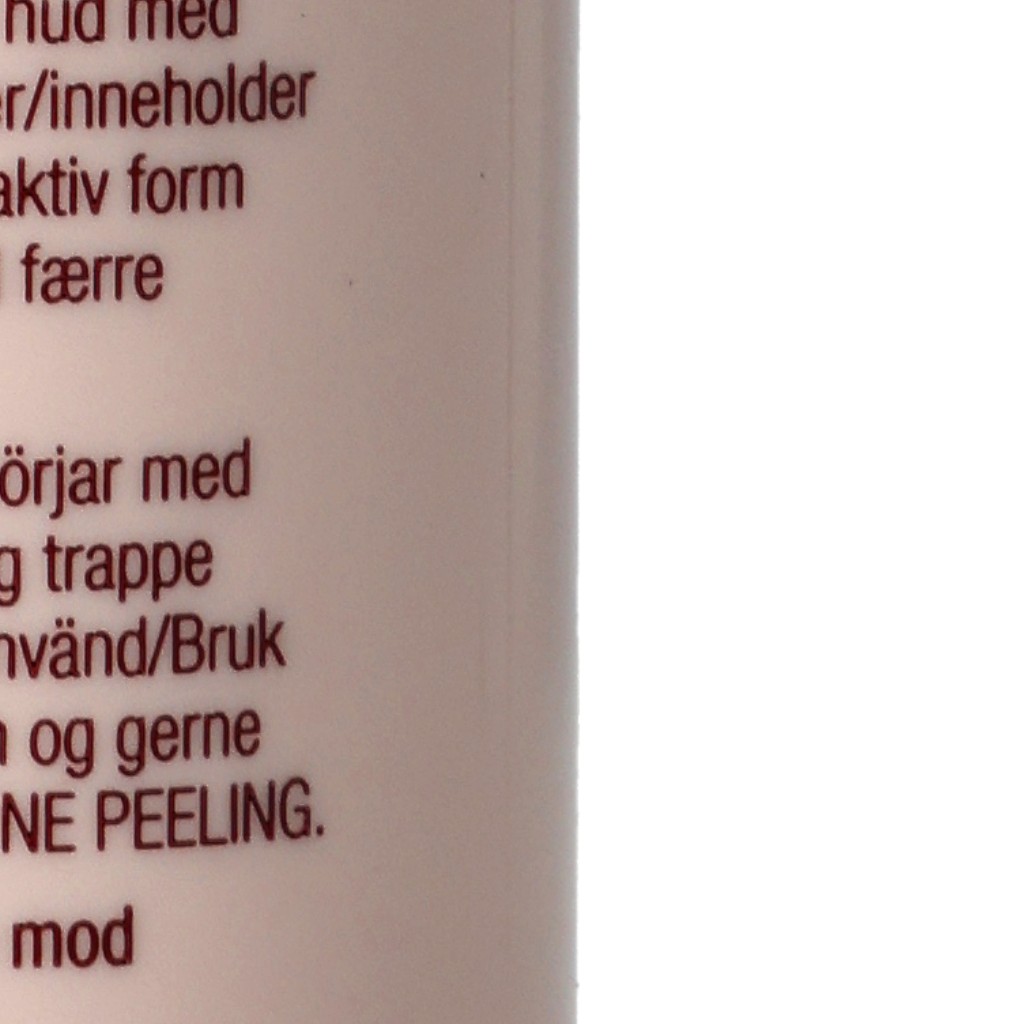 hud med
er/inneholder
aktiv form
færre
örjar med
g trappe
nvänd/Bruk
og gerne
NE PEELING.
mod